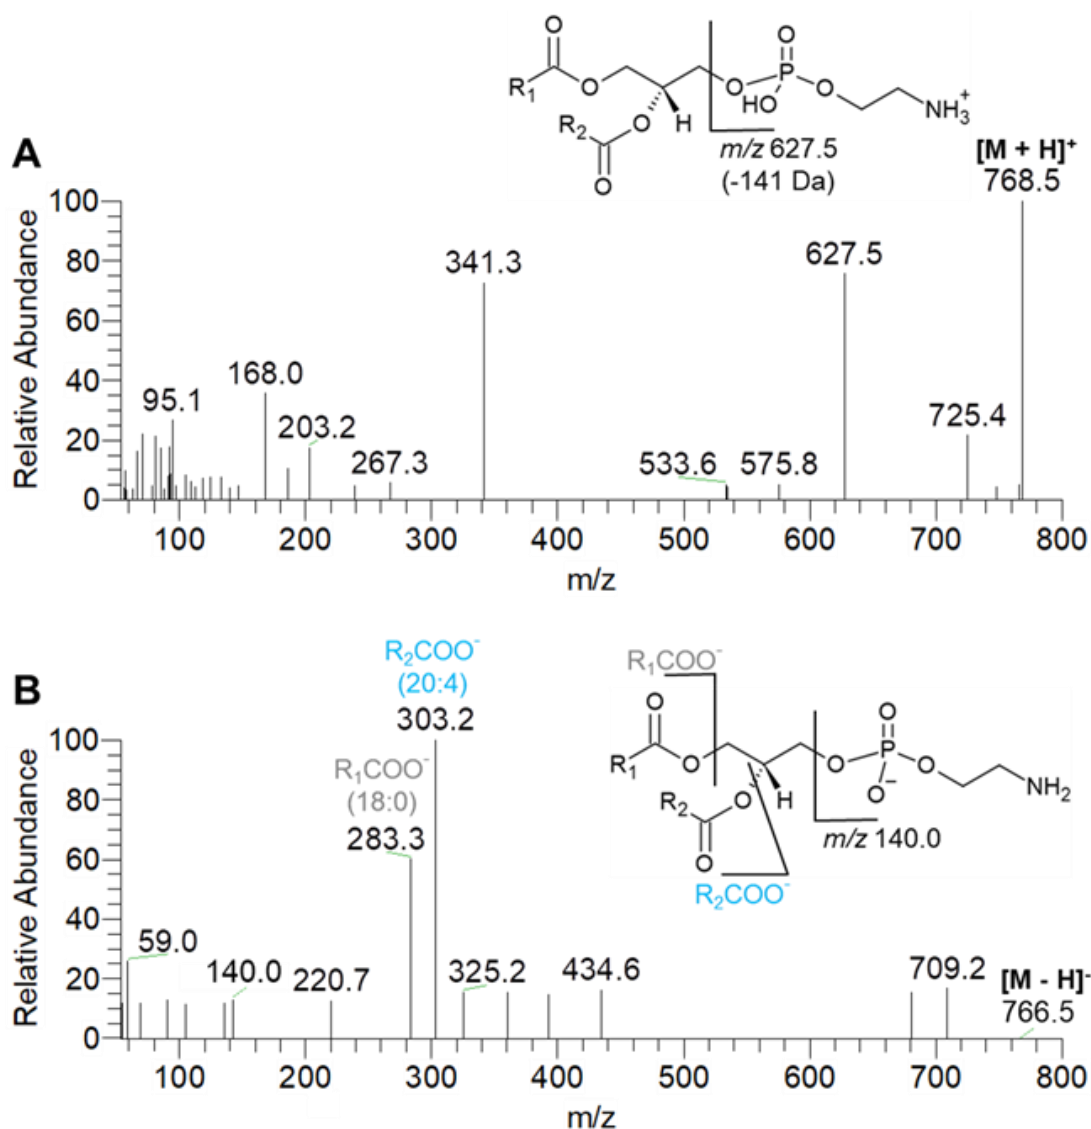 O
R₁
O
R₂
O
O
H
O
P
O
HO
O
NH₃⁺
m/z 627.5
(-141 Da)
A
[M + H]⁺
768.5
Relative Abundance
100
80
60
40
20
0
341.3
627.5
168.0
95.1
203.2
267.3
533.6
575.8
725.4
100 200 300 400 500 600 700 800
m/z
B
R₂COO⁻
(20:4)
303.2
R₁COO⁻
(18:0)
283.3
R₁COO⁻
O
R₁
O
R₂
O
O
H
O
P
O
O⁻
O
NH₂
m/z 140.0
R₂COO⁻
Relative Abundance
100
80
60
40
20
0
59.0
140.0
220.7
325.2
434.6
709.2
[M - H]⁻
766.5
100 200 300 400 500 600 700 800
m/z